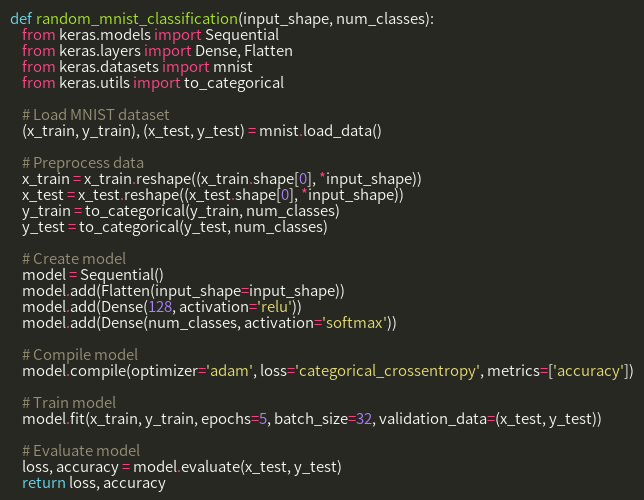 def random_mnist_classification(input_shape, num_classes):
from keras.models import Sequential
from keras.layers import Dense, Flatten
from keras.datasets import mnist
from keras.utils import to_categorical
# Load MNIST dataset
(x_train, y_train), (x_test, y_test) = mnist.load_data()
# Preprocess data
x_train = x_train.reshape((x_train.shape[0], *input_shape))
x_test = x_test.reshape((x_test.shape[0], *input_shape))
y_train = to_categorical(y_train, num_classes)
y_test = to_categorical(y_test, num_classes)
# Create model
model = Sequential()
model.add(Flatten(input_shape=input_shape))
model.add(Dense(128, activation='relu'))
model.add(Dense(num_classes, activation='softmax'))
# Compile model
model.compile(optimizer='adam', loss='categorical_crossentropy', metrics=['accuracy'])
# Train model
model.fit(x_train, y_train, epochs=5, batch_size=32, validation_data=(x_test, y_test))
# Evaluate model
loss, accuracy = model.evaluate(x_test, y_test)
return loss, accuracy